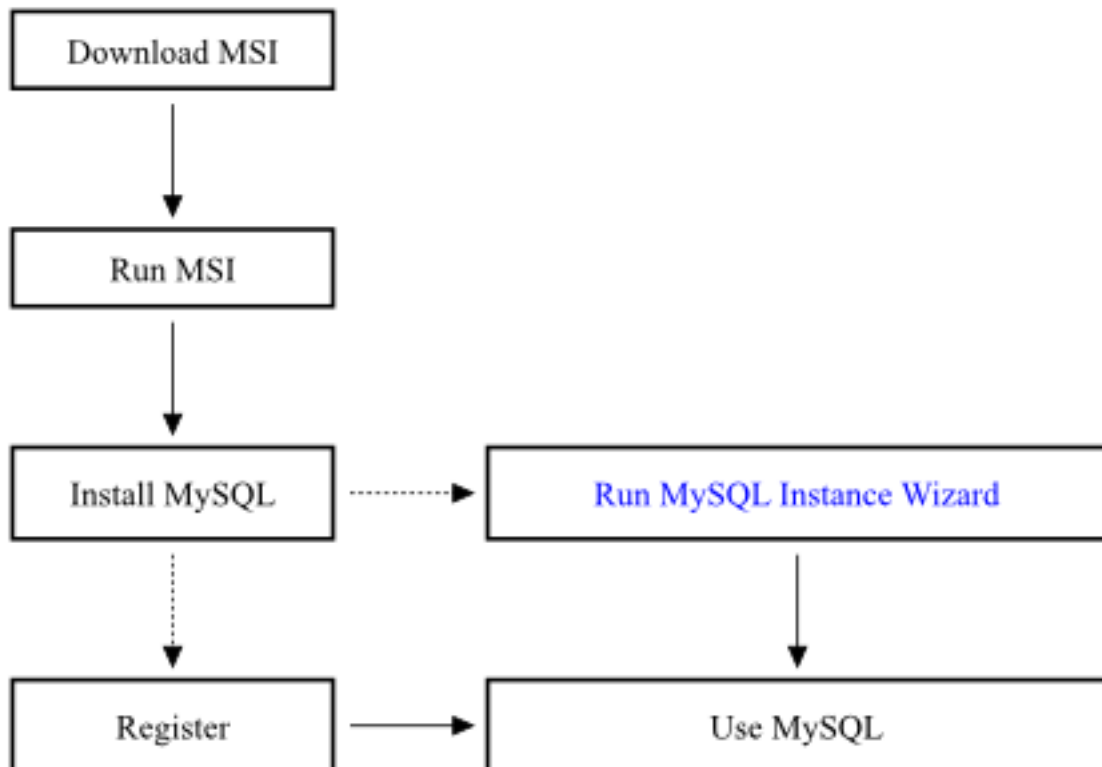 Download MSI
Run MSI
Install MySQL
Run MySQL Instance Wizard
Register
Use MySQL